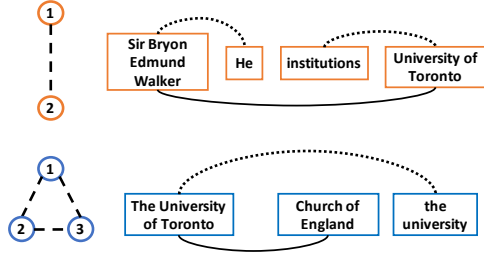 1
2
Sir Bryon
Edmund
Walker
He
institutions
University of
Toronto
1
2
3
The University
of Toronto
Church of
England
the
university